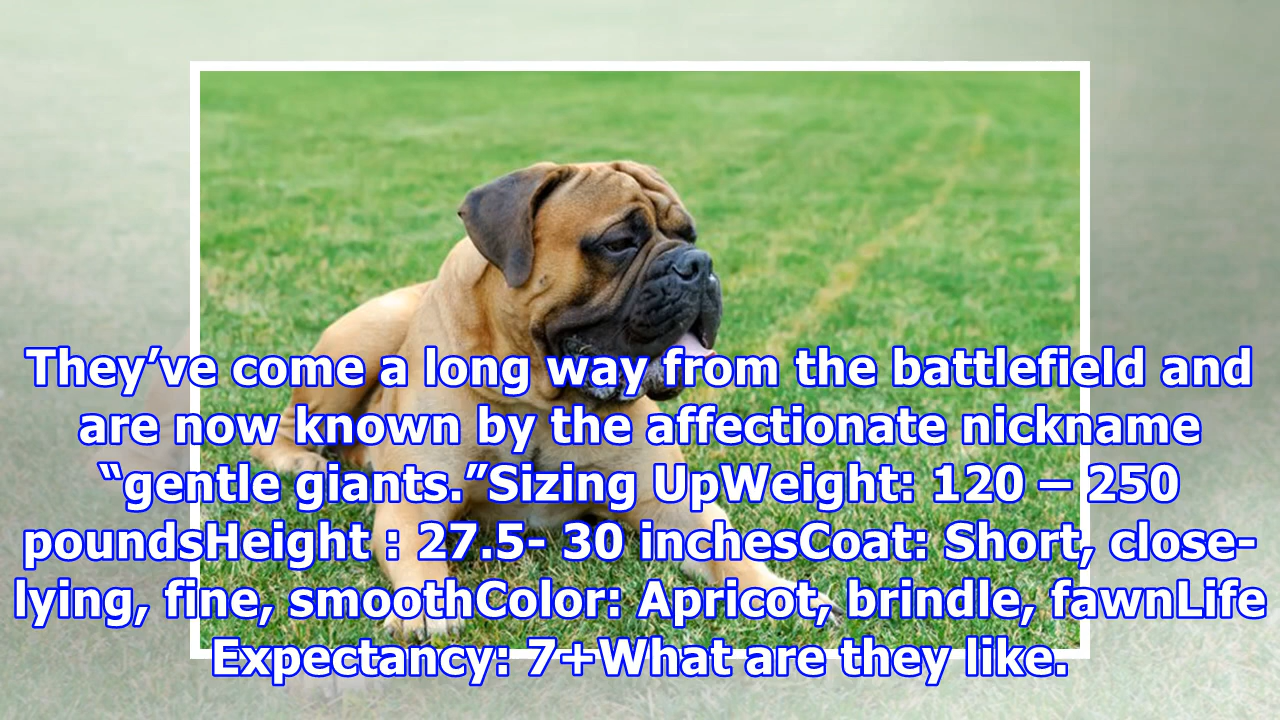 They’ve come a long way from the battlefield and
are now known by the affectionate nickname
“gentle giants.”Sizing UpWeight: 120 – 250
poundsHeight : 27.5- 30 inchesCoat: Short, close-
lying, fine, smoothColor: Apricot, brindle, fawnLife
Expectancy: 7+What are they like.